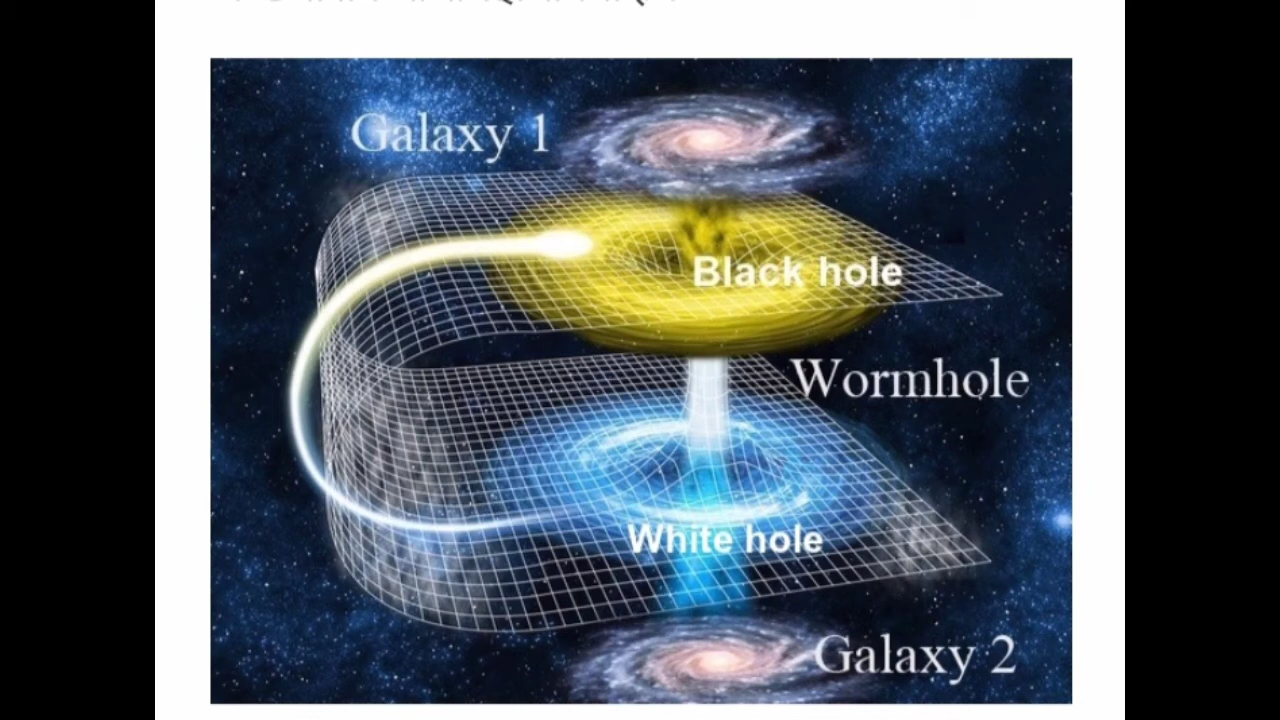 Galaxy 1
Black hole
Wormhole
White hole
Galaxy 2